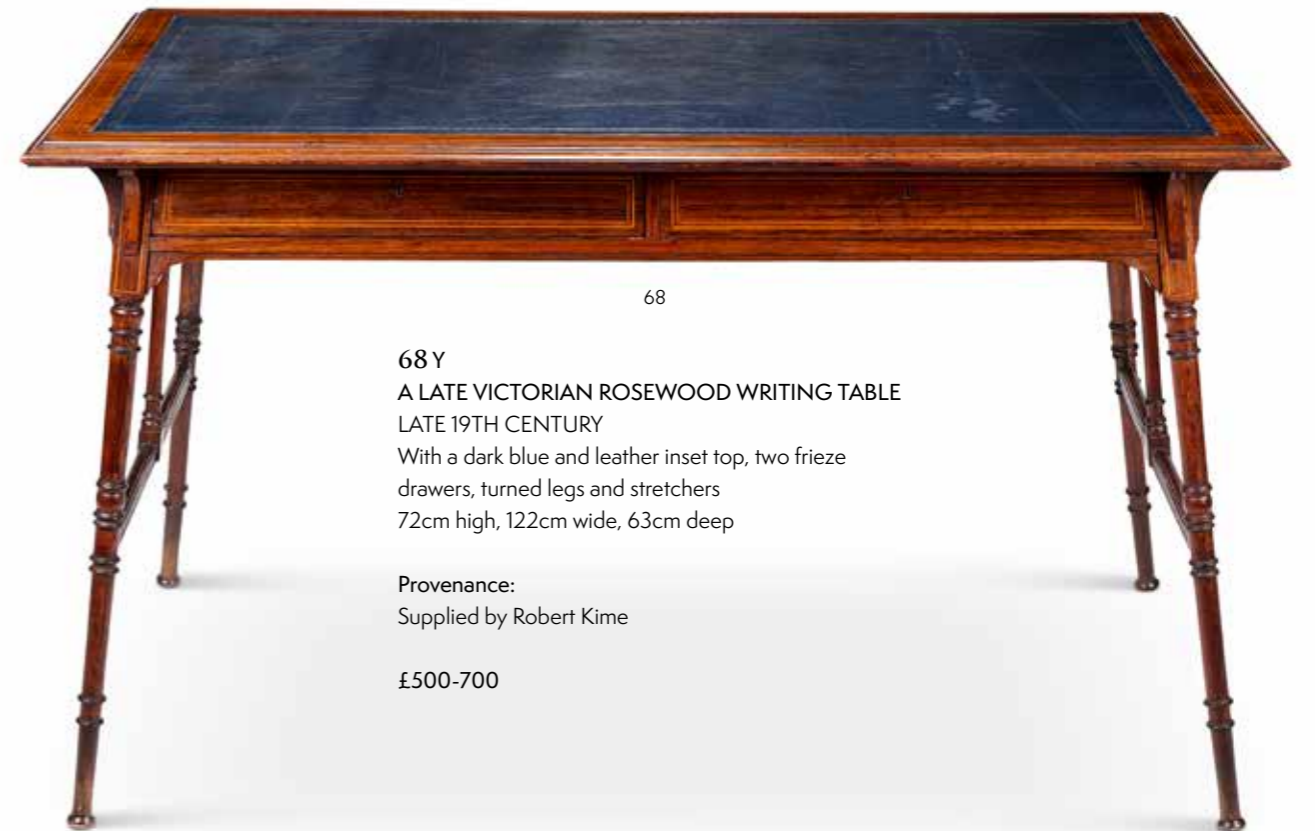 68
68 Y
A LATE VICTORIAN ROSEWOOD WRITING TABLE
LATE 19TH CENTURY
With a dark blue and leather inset top, two frieze
drawers, turned legs and stretchers
72cm high, 122cm wide, 63cm deep
Provenance:
Supplied by Robert Kime
£500-700